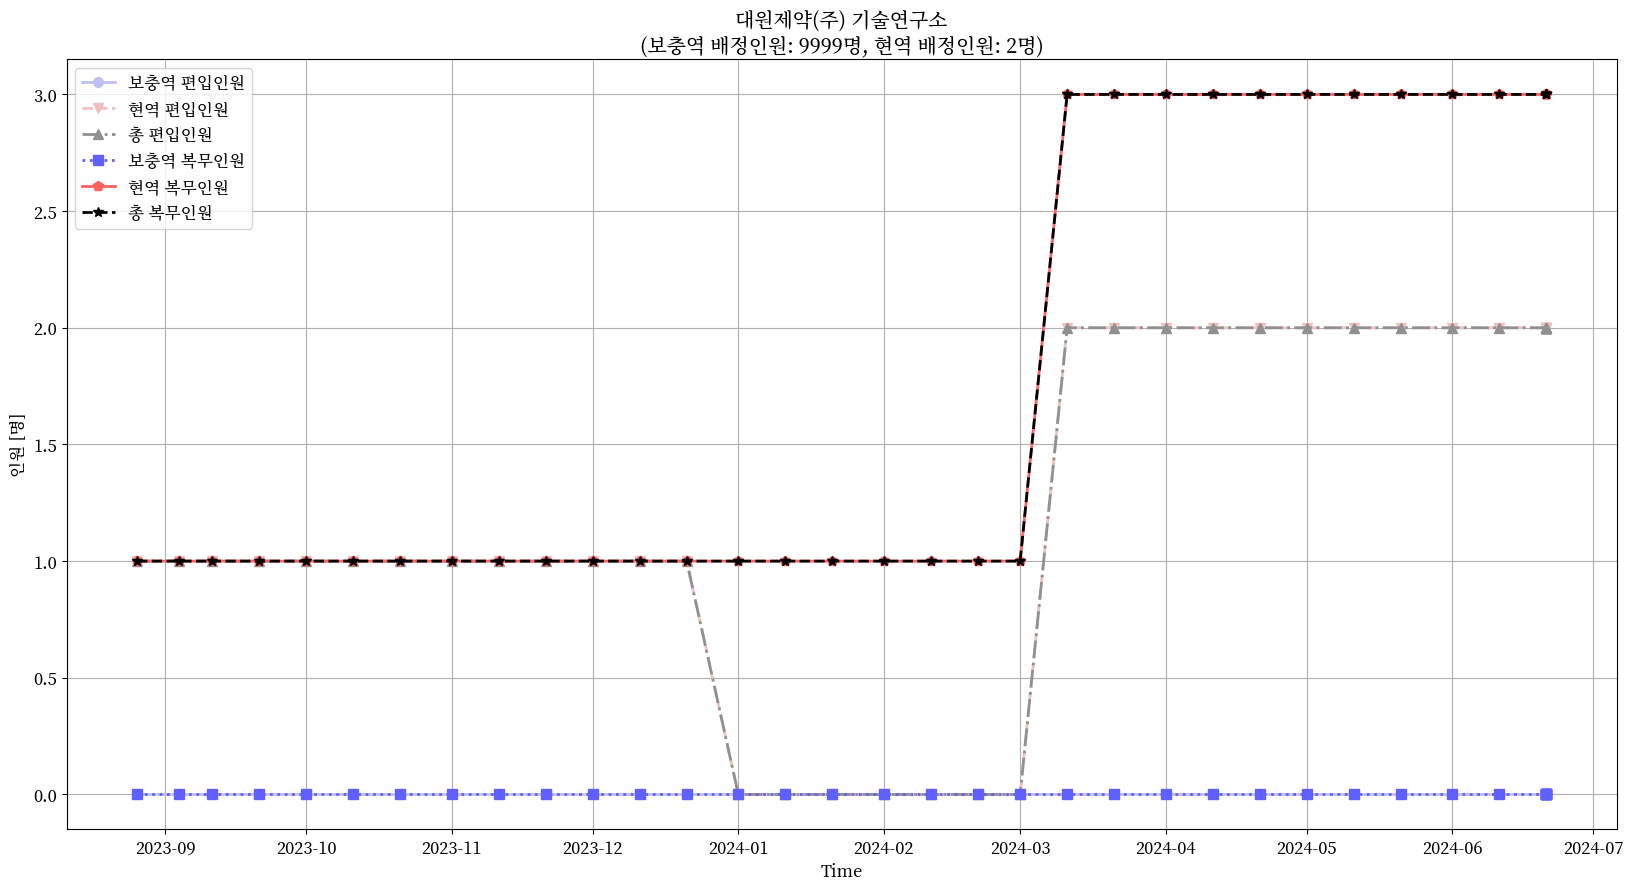 대원제약(주) 기술연구소
(보충역 배정인원: 9999명, 현역 배정인원: 2명)
보충역 편입인원
현역 편입인원
총 편입인원
보충역 복무인원
현역 복무인원
총 복무인원
3.0
2.5
2.0
1.5
1.0
0.5
0.0
인원 [명]
2023-09 2023-10 2023-11 2023-12 2024-01 2024-02 2024-03 2024-04 2024-05 2024-06 2024-07
Time